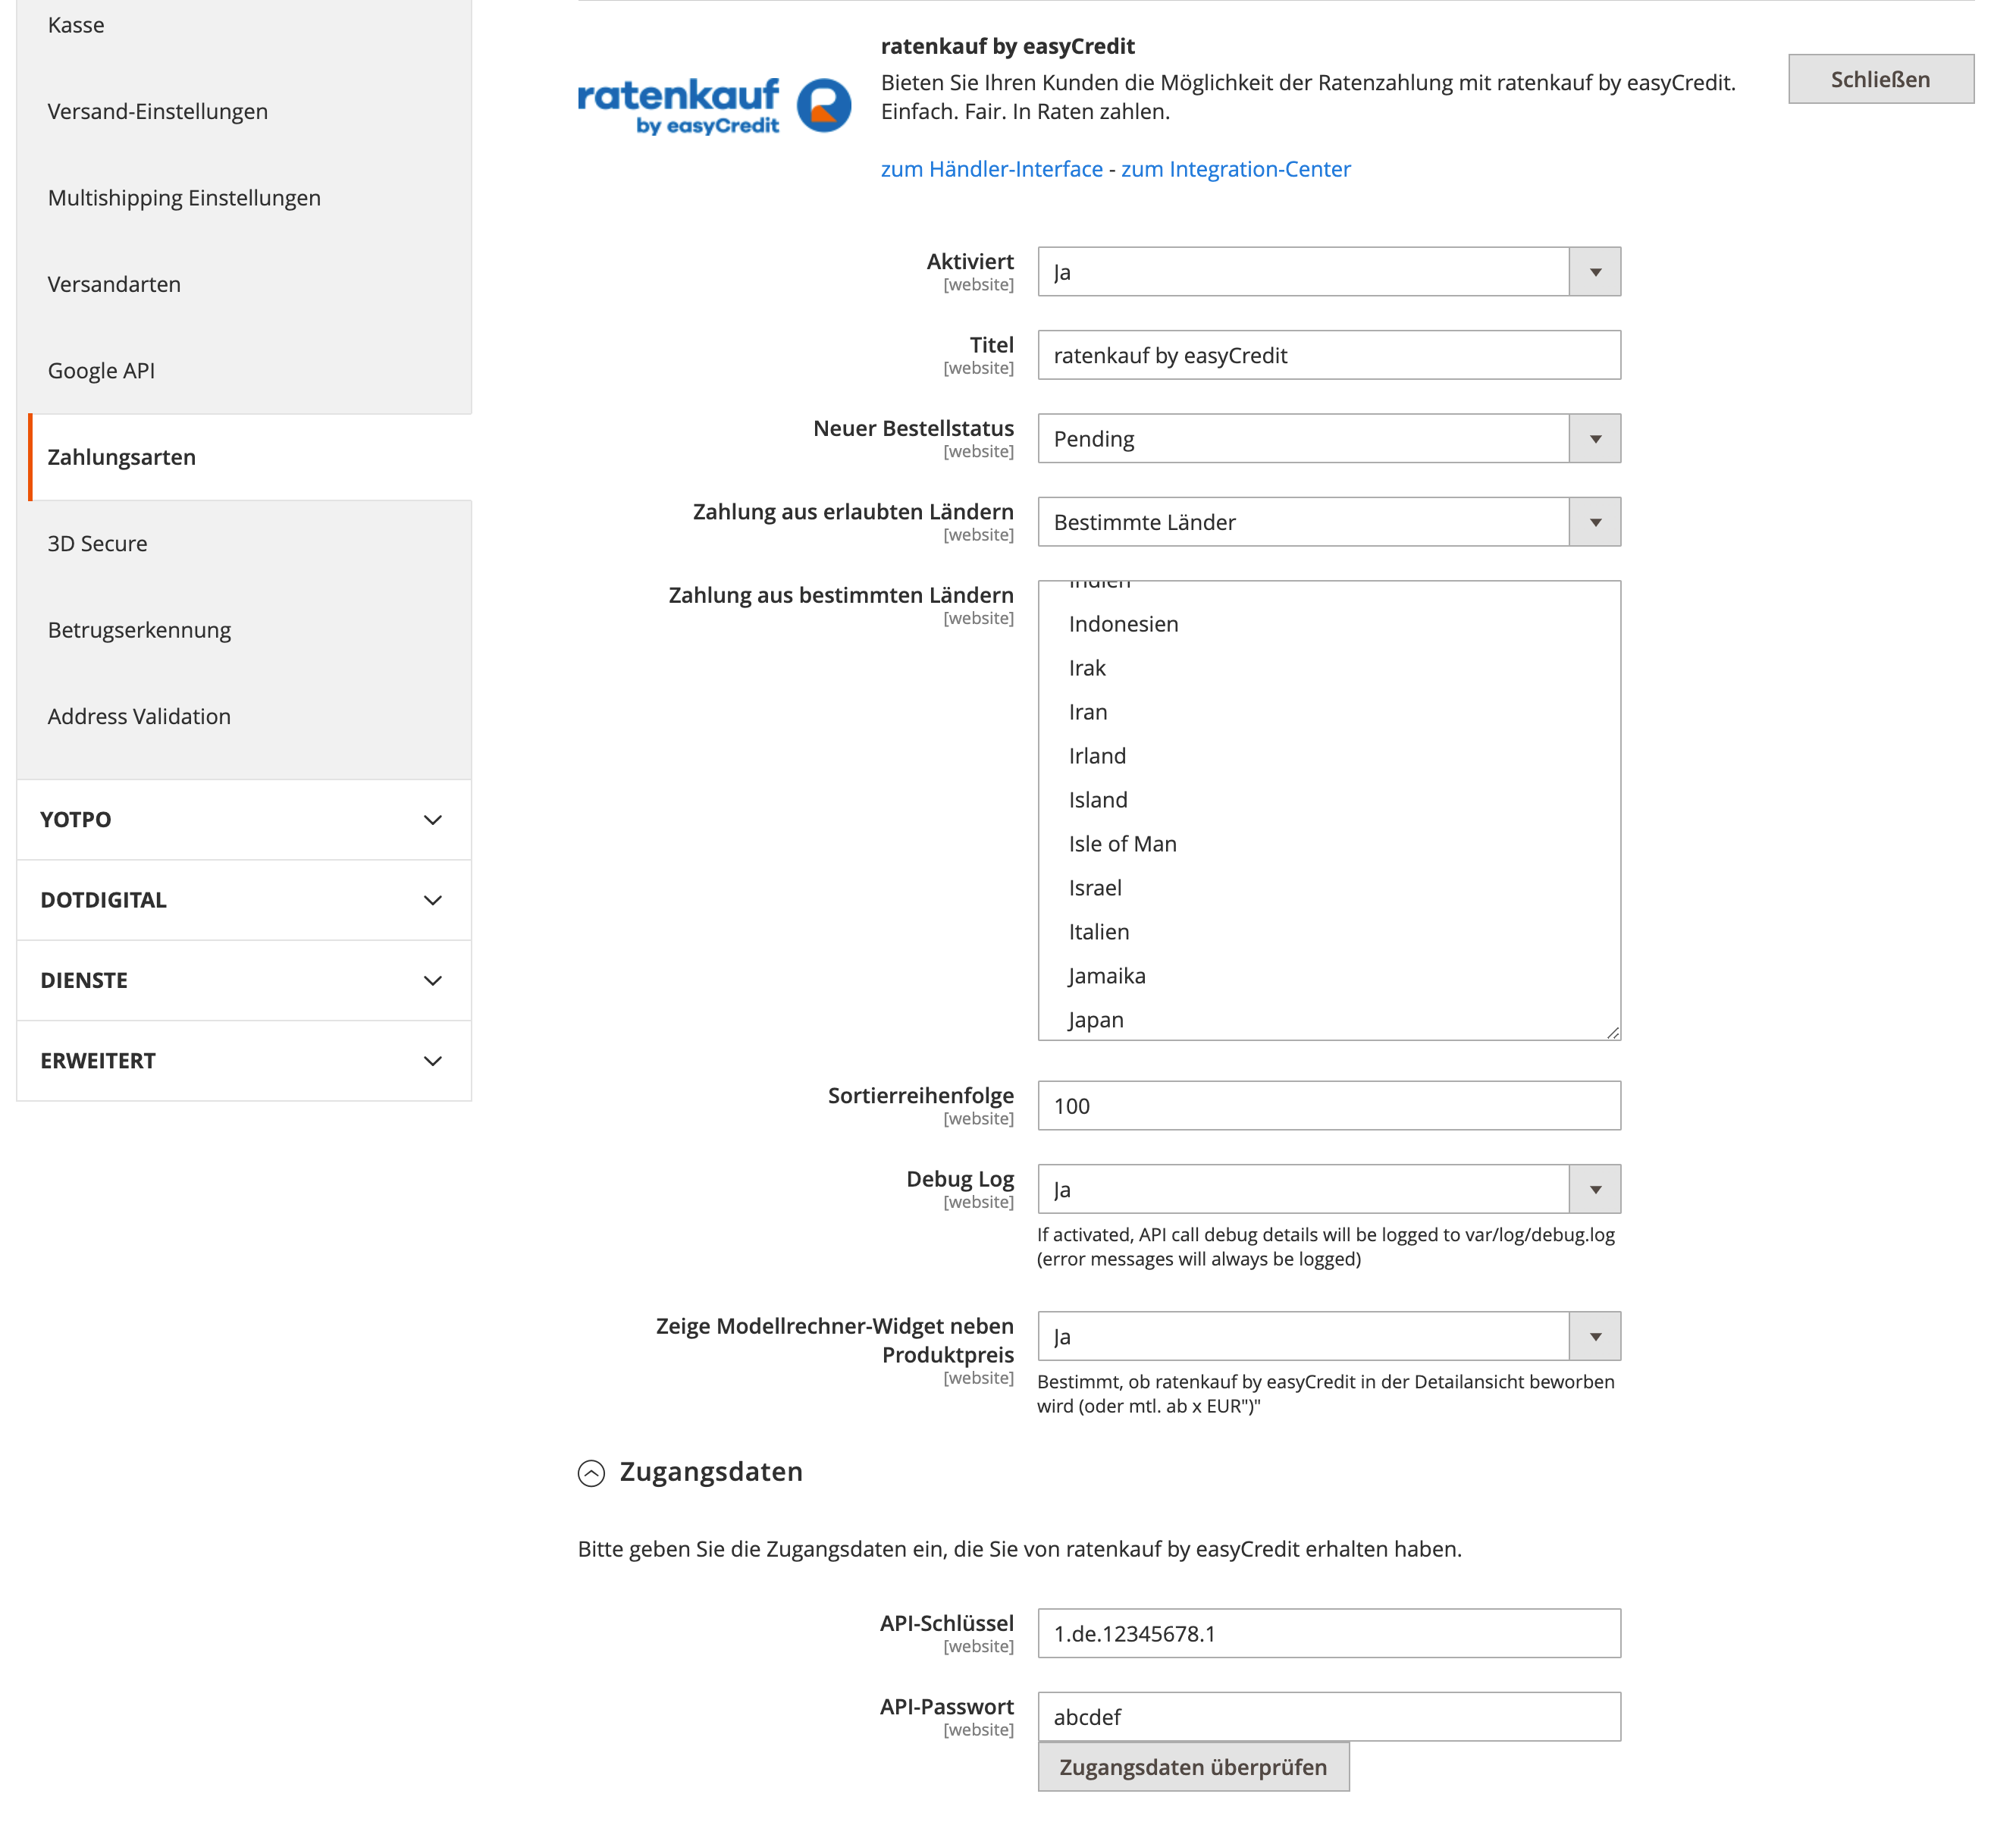 Kasse
Versand-Einstellungen
Multishipping Einstellungen
Versandarten
Google API
Zahlungsarten
3D Secure
Betrugserkennung
Address Validation
YOTPO
DOTDIGITAL
DIENSTE
ERWEITERT
ratenkauf
by easyCredit
ratenkauf by easyCredit
Bieten Sie Ihren Kunden die Möglichkeit der Ratenzahlung mit ratenkauf by easyCredit.
Einfach. Fair. In Raten zahlen.
zum Händler-Interface - zum Integration-Center
Schließen
Aktiviert
[website]
Ja
Titel
[website]
ratenkauf by easyCredit
Neuer Bestellstatus
[website]
Pending
Zahlung aus erlaubten Ländern
[website]
Bestimmte Länder
Zahlung aus bestimmten Ländern
[website]
Indien
Indonesien
Irak
Iran
Irland
Island
Isle of Man
Israel
Italien
Jamaika
Japan
Sortierreihenfolge
[website]
100
Debug Log
[website]
Ja
If activated, API call debug details will be logged to var/log/debug.log
(error messages will always be logged)
Zeige Modellrechner-Widget neben
Produktpreis
[website]
Ja
Bestimmt, ob ratenkauf by easyCredit in der Detailansicht beworben
wird (oder mtl. ab x EUR")"
Zugangsdaten
Bitte geben Sie die Zugangsdaten ein, die Sie von ratenkauf by easyCredit erhalten haben.
API-Schlüssel
[website]
1.de.12345678.1
API-Passwort
[website]
abcdef
Zugangsdaten überprüfen